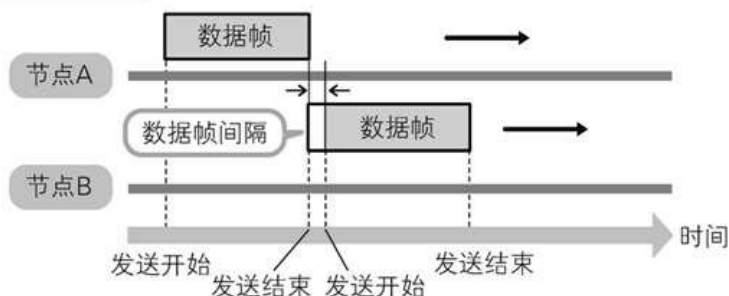 数据帧
节点A
数据帧间隔
数据帧
节点B
时间
发送开始
发送结束
发送开始
发送结束